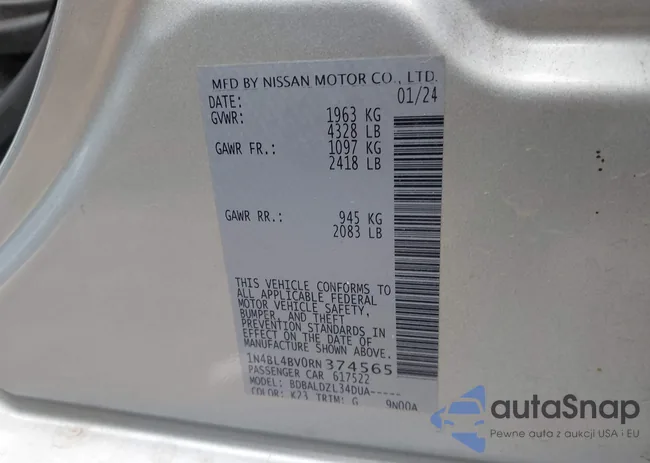 MFD BY NISSAN MOTOR CO., LTD.
DATE: 01/24
GVWR: 1963 KG
4328 LB
GAWR FR.: 1097 KG
2418 LB
GAWR RR.: 945 KG
2083 LB
THIS VEHICLE CONFORMS TO
ALL APPLICABLE FEDERAL
MOTOR VEHICLE SAFETY,
BUMPER, AND THEFT
PREVENTION STANDARDS IN
EFFECT ON THE DATE OF
MANUFACTURE SHOWN ABOVE.
1N4BL4BV0RN374565
PASSENGER CAR 617522
MODEL: BDBALDZL34DUA-----
COLOR: K23 TRIM: G 9N00A
autaSnap
Pewne auta z aukcji USA i EU